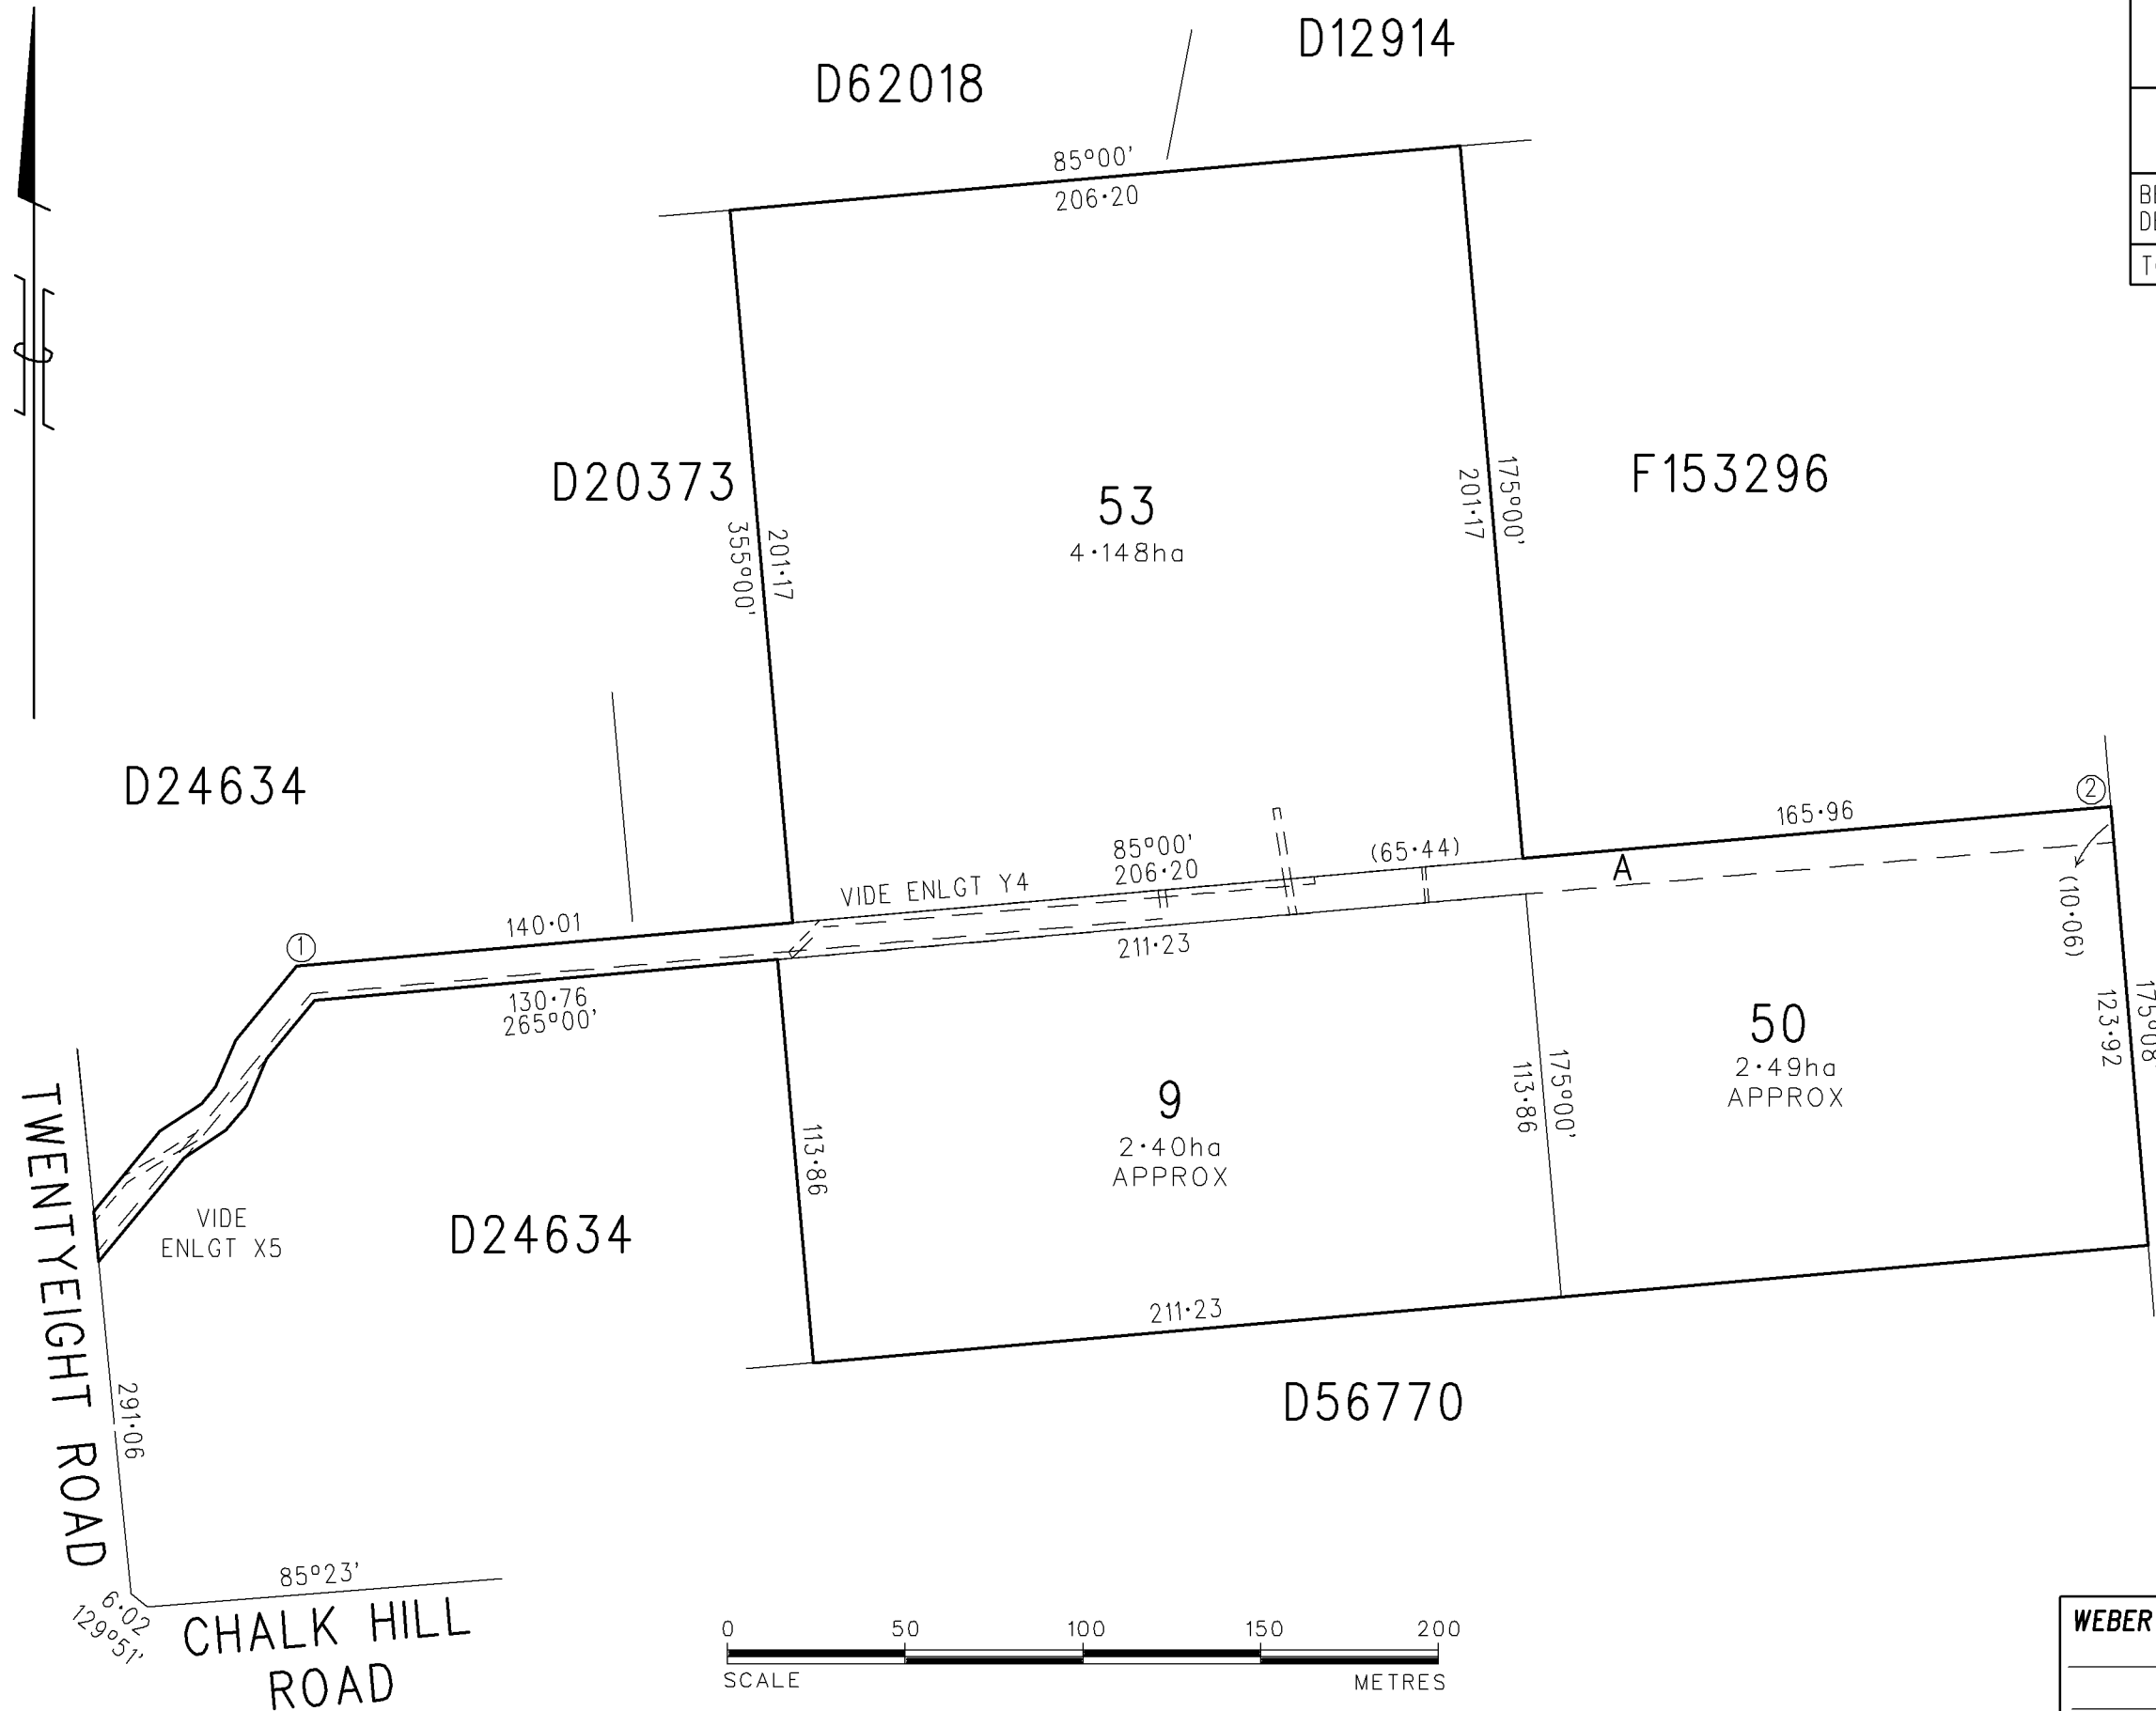 D12914
D62018
85°00'
206·20
D20373
355°00'
201·17
53
4·148ha
201·17
175°00'
F153296
D24634
165·96
2
A
(10·06)
85°00'
206·20
(65·44)
VIDE ENLGT Y4
140·01
1
211·23
130·76
265°00'
113·86
9
2·40ha
APPROX
113·86
175°00'
50
2·49ha
APPROX
123·92
175°08'
TWENTYEIGHT ROAD
VIDE
ENLGT X5
D24634
211·23
D56770
291·06
85°23'
6·02
129°51'
CHALK HILL
ROAD
0 50 100 150 200
SCALE METRES
WEBER